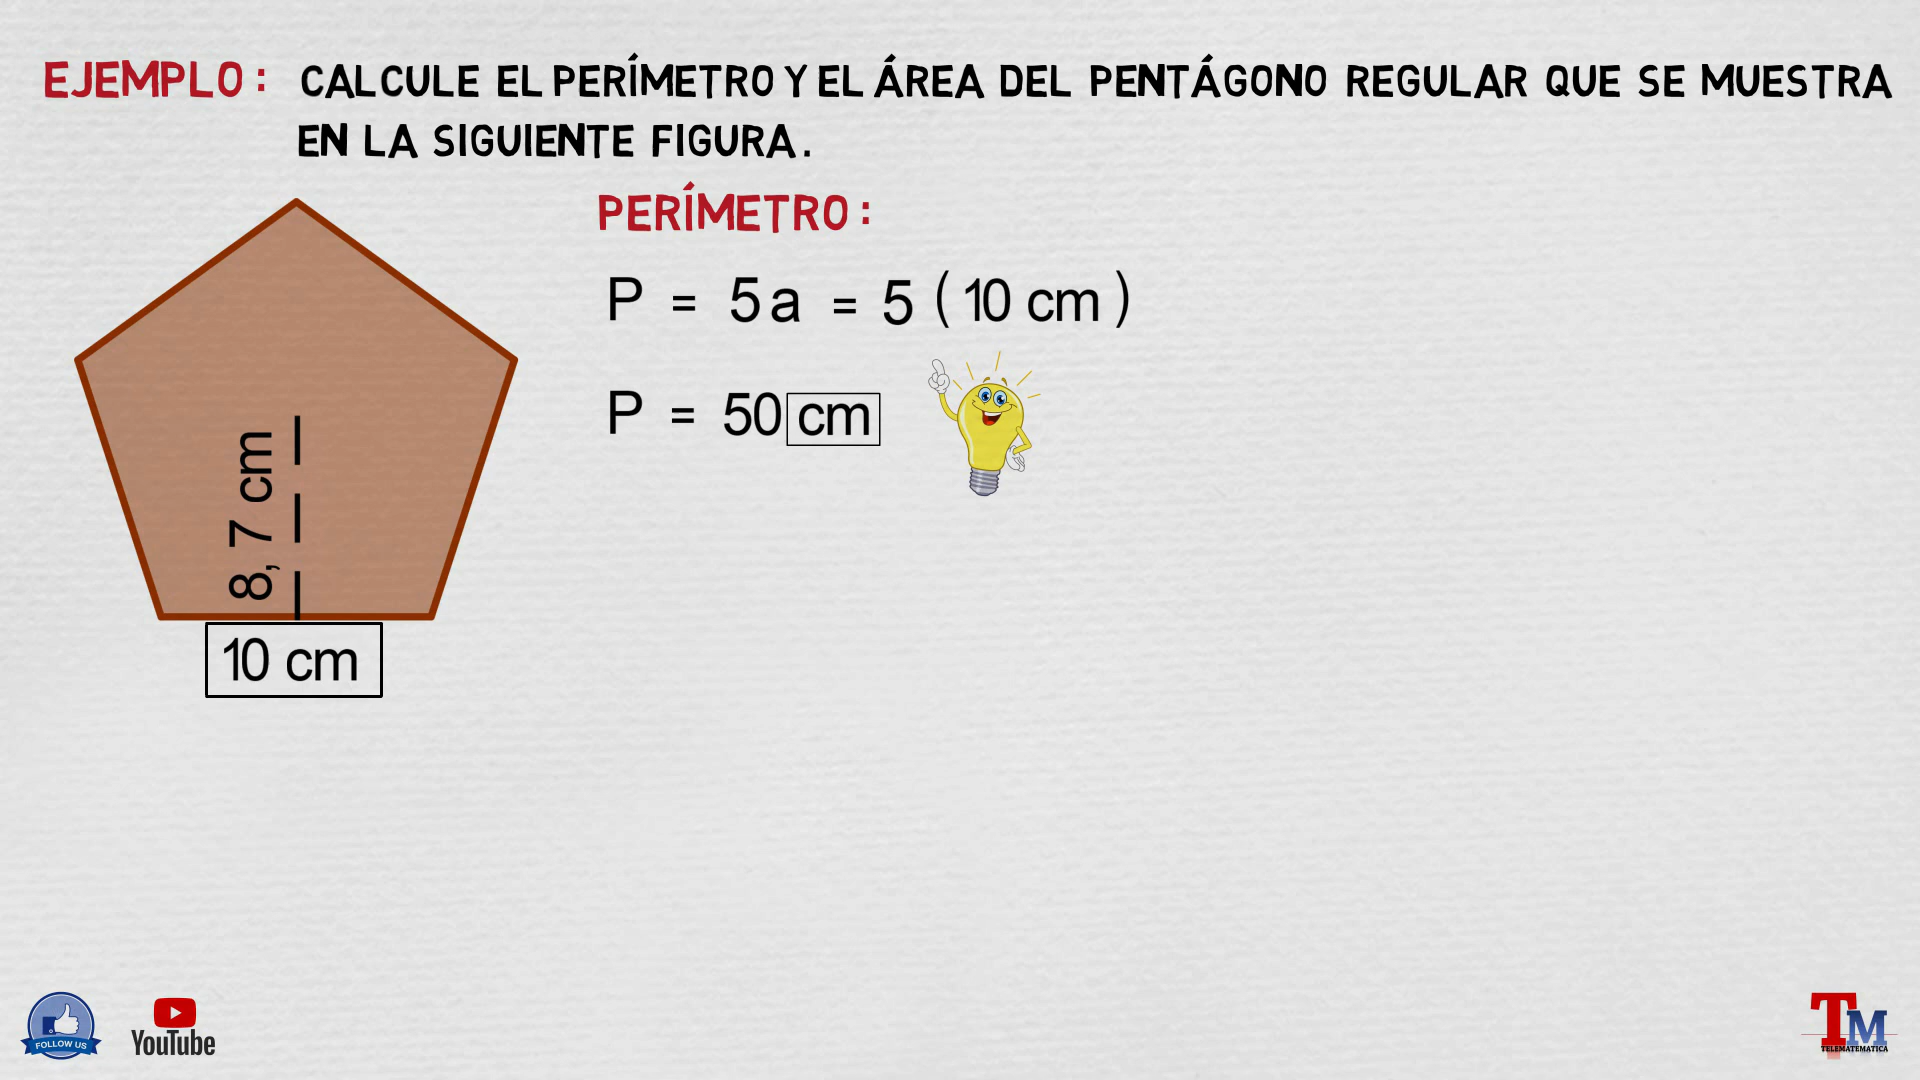 EJEMPLO: CALCULE EL PERÍMETRO Y EL ÁREA DEL PENTÁGONO REGULAR QUE SE MUESTRA
EN LA SIGUIENTE FIGURA.
PERÍMETRO:
P = 5a = 5 (10 cm)
P = 50 cm
8,7 cm
10 cm
FOLLOW US
YouTube
TM
TELEMATEMATICA